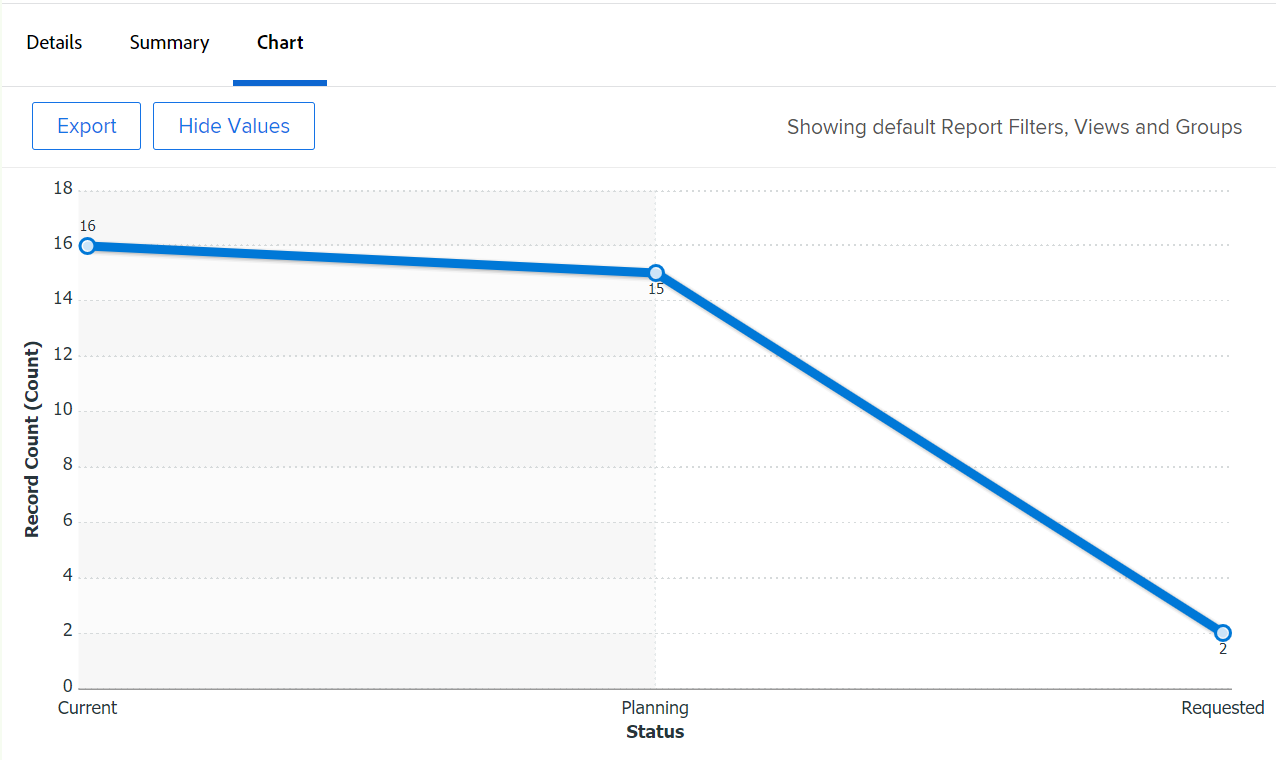 Details Summary Chart
Export Hide Values Showing default Report Filters, Views and Groups
18
16
16
14
15
12
10
8
6
4
2
2
0
Current Planning Requested
Status
Record Count (Count)